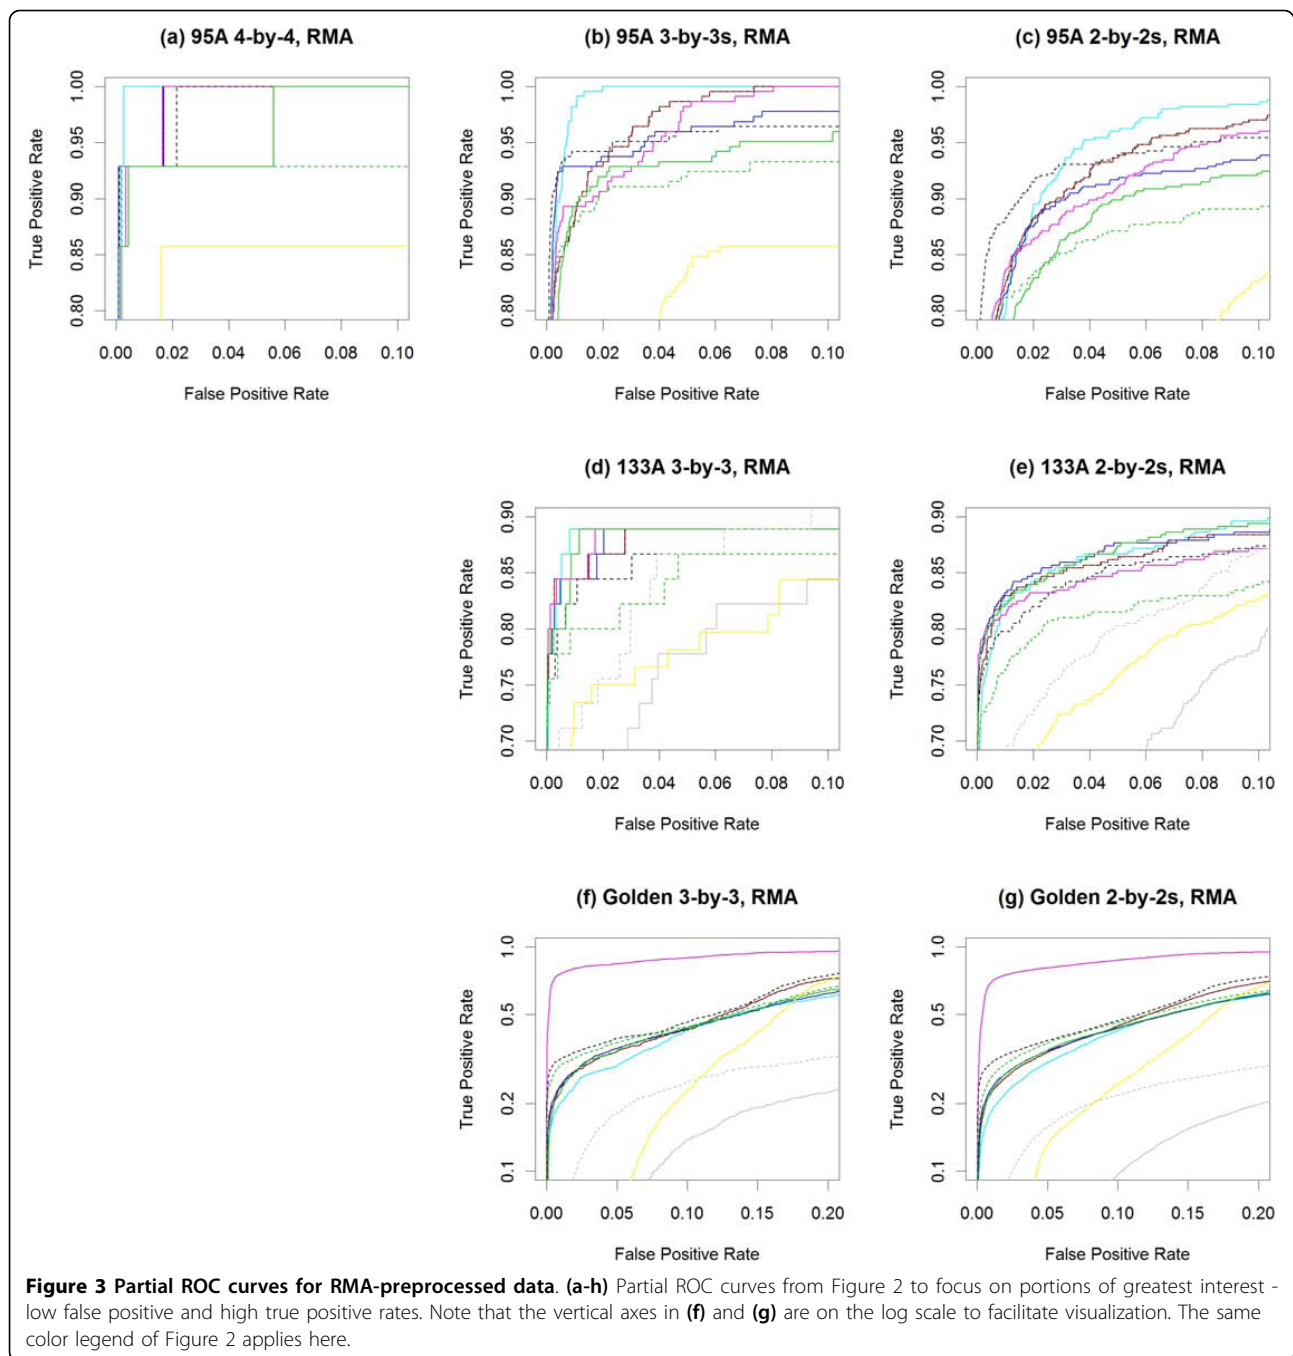 (a) 95A 4-by-4, RMA
True Positive Rate
1.00
0.95
0.90
0.85
0.80
0.00 0.02 0.04 0.06 0.08 0.10
False Positive Rate
(b) 95A 3-by-3s, RMA
True Positive Rate
1.00
0.95
0.90
0.85
0.80
0.00 0.02 0.04 0.06 0.08 0.10
False Positive Rate
(c) 95A 2-by-2s, RMA
True Positive Rate
1.00
0.95
0.90
0.85
0.80
0.00 0.02 0.04 0.06 0.08 0.10
False Positive Rate
(d) 133A 3-by-3, RMA
True Positive Rate
0.90
0.85
0.80
0.75
0.70
0.00 0.02 0.04 0.06 0.08 0.10
False Positive Rate
(e) 133A 2-by-2s, RMA
True Positive Rate
0.90
0.85
0.80
0.75
0.70
0.00 0.02 0.04 0.06 0.08 0.10
False Positive Rate
(f) Golden 3-by-3, RMA
True Positive Rate
1.0
0.5
0.2
0.1
0.00 0.05 0.10 0.15 0.20
False Positive Rate
(g) Golden 2-by-2s, RMA
True Positive Rate
1.0
0.5
0.2
0.1
0.00 0.05 0.10 0.15 0.20
False Positive Rate
Figure 3 Partial ROC curves for RMA-preprocessed data. (a-h) Partial ROC curves from Figure 2 to focus on portions of greatest interest -
low false positive and high true positive rates. Note that the vertical axes in (f) and (g) are on the log scale to facilitate visualization. The same
color legend of Figure 2 applies here.